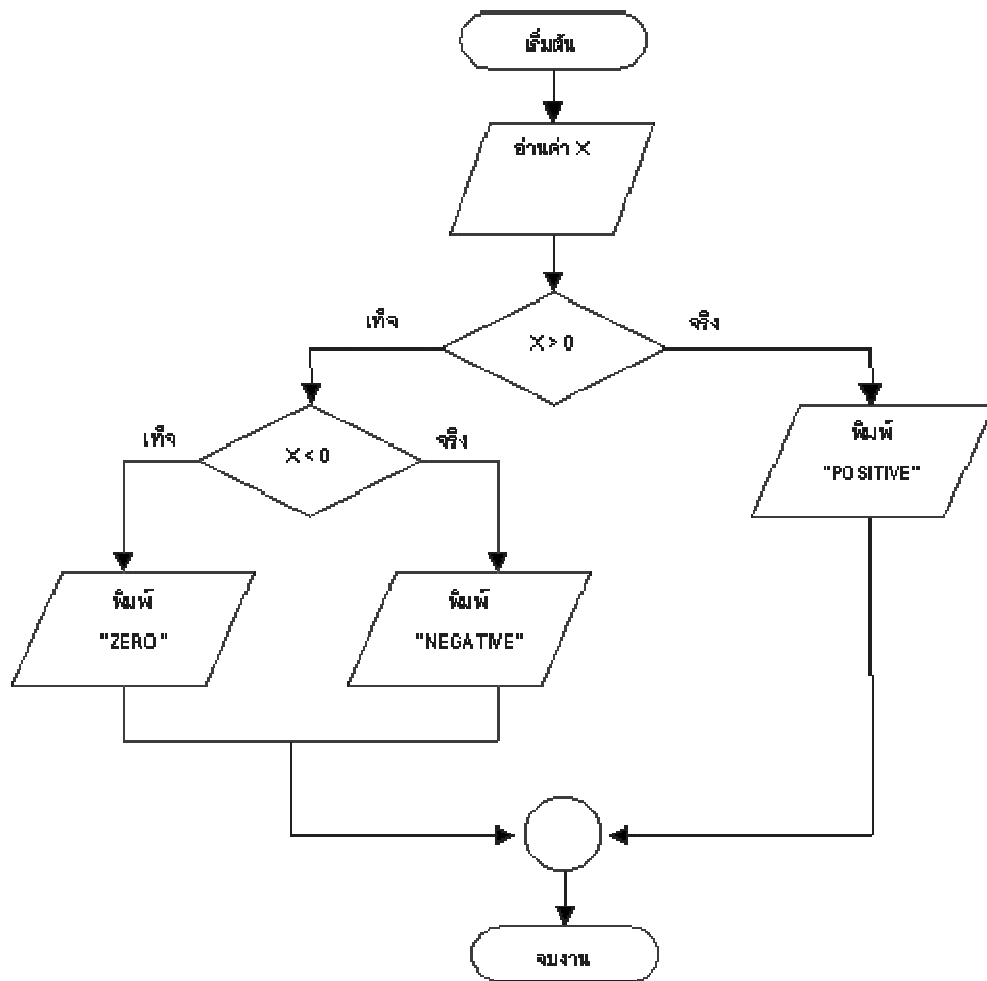 เริ่มต้น
อ่านค่า X
เท็จ
X > 0
จริง
เท็จ
X < 0
จริง
พิมพ์
"POSITIVE"
พิมพ์
"ZERO"
พิมพ์
"NEGATIVE"
จบงาน